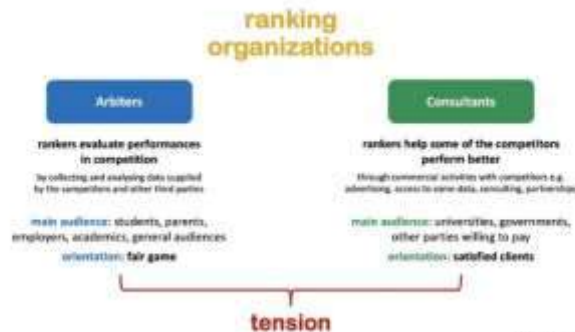 ranking
organizations
Arbiters
rankers evaluate performances
in competition
by collecting and analysing data supplied
by the competitors and other third parties
main audience: students, parents,
employers, academics, general audiences
orientation: fair game
Consultants
rankers help some of the competitors
perform better
through commercial activities with competitors e.g.
advertising, access to some data, consulting, partnerships
main audience: universities, governments,
other parties willing to pay
orientation: satisfied clients
tension